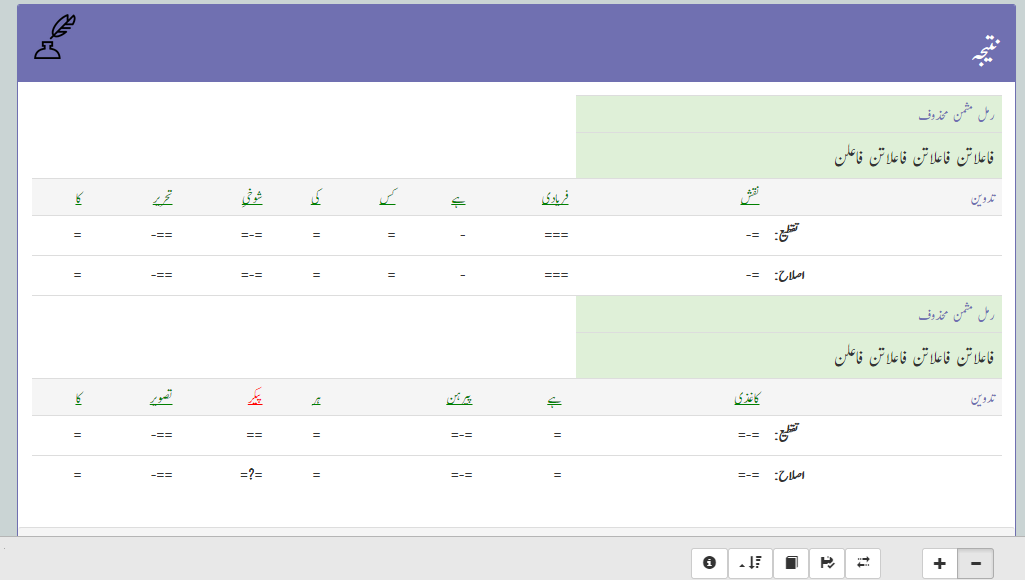 نتیجہ
رمل مثمن محذوف
فاعلاتن فاعلاتن فاعلاتن فاعلن
تدوین نقش فریادی ہے کس کی شوخیِ تحریر کا
تقطیع: =- === - = = =-= ==- =
اصلاح: =- === - = = =-= ==- =
رمل مثمن محذوف
فاعلاتن فاعلاتن فاعلاتن فاعلن
تدوین کاغذی ہے پیرہن ہر پیکر تصویر کا
تقطیع: =-= = =-= = == ==- =
اصلاح: =-= = =-= = =?= ==- =